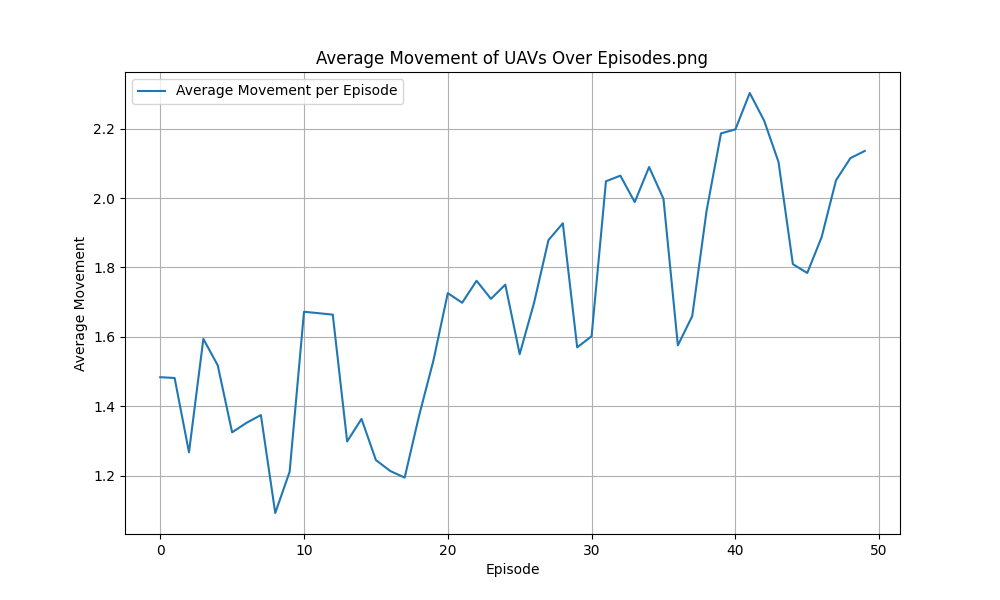 Average Movement of UAVs Over Episodes.png
Average Movement per Episode
2.2
2.0
1.8
1.6
1.4
1.2
Average Movement
0 10 20 30 40 50
Episode